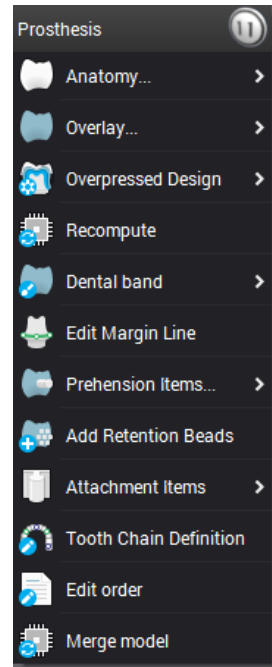 Prosthesis
11
Anatomy...
Overlay...
Overpressed Design
Recompute
Dental band
Edit Margin Line
Prehension Items...
Add Retention Beads
Attachment Items
Tooth Chain Definition
Edit order
Merge model